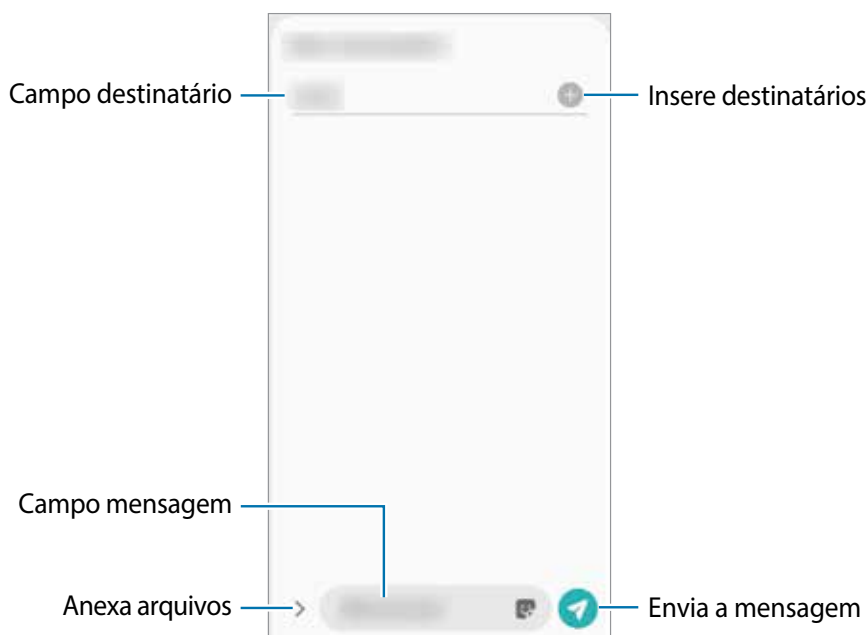 Campo destinatário
Insere destinatários
Campo mensagem
Anexa arquivos
Envia a mensagem